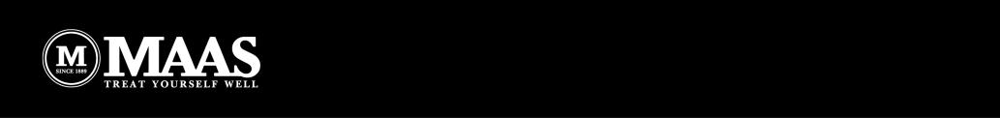 M
SINCE 1889
MAAS
TREAT YOURSELF WELL